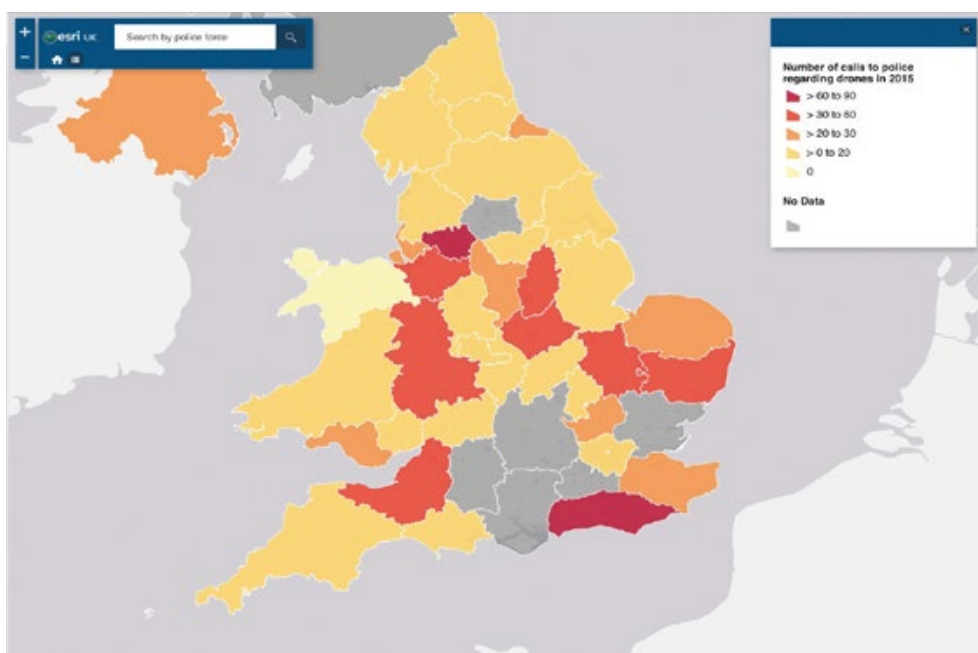 +
esri UK
Search by police force
−
×
Number of calls to police
regarding drones in 2015
> 60 to 90
> 30 to 60
> 20 to 30
> 0 to 20
0
No Data